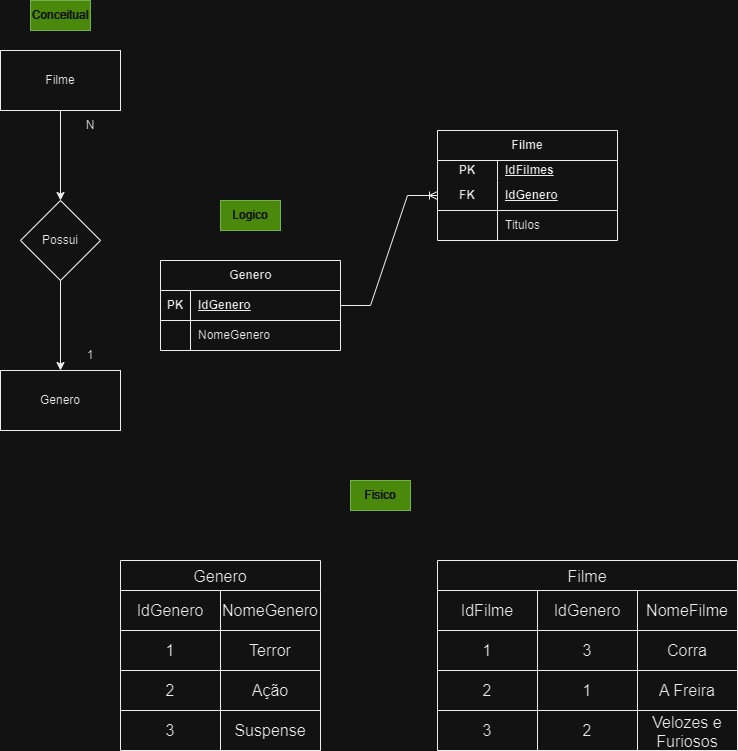 Conceitual
Filme
N
Possui
1
Genero
Logico
Filme
PK IdFilmes
FK IdGenero
Titulos
Genero
PK IdGenero
NomeGenero
Fisico
Genero
IdGenero NomeGenero
1 Terror
2 Ação
3 Suspense
Filme
IdFilme IdGenero NomeFilme
1 3 Corra
2 1 A Freira
3 2 Velozes e
Furiosos